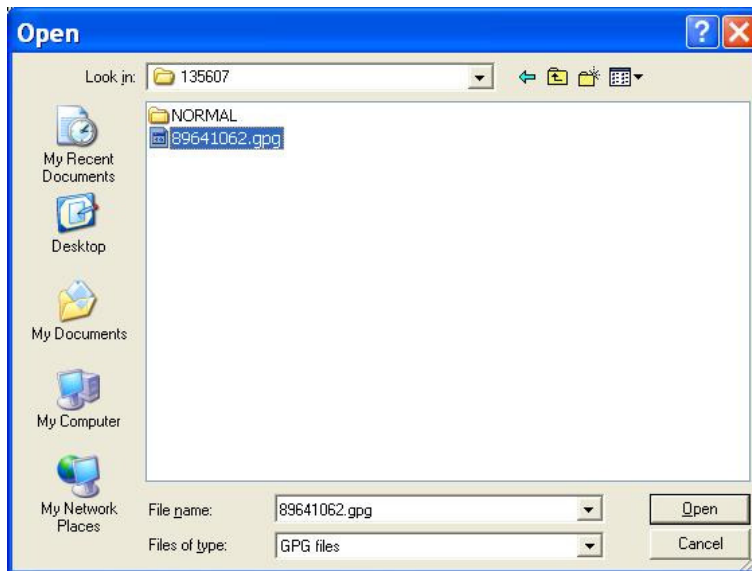 Open
Look in: 135607
NORMAL
89641062.gpg
My Recent
Documents
Desktop
My Documents
My Computer
My Network
Places
File name: 89641062.gpg Open
Files of type: GPG files Cancel